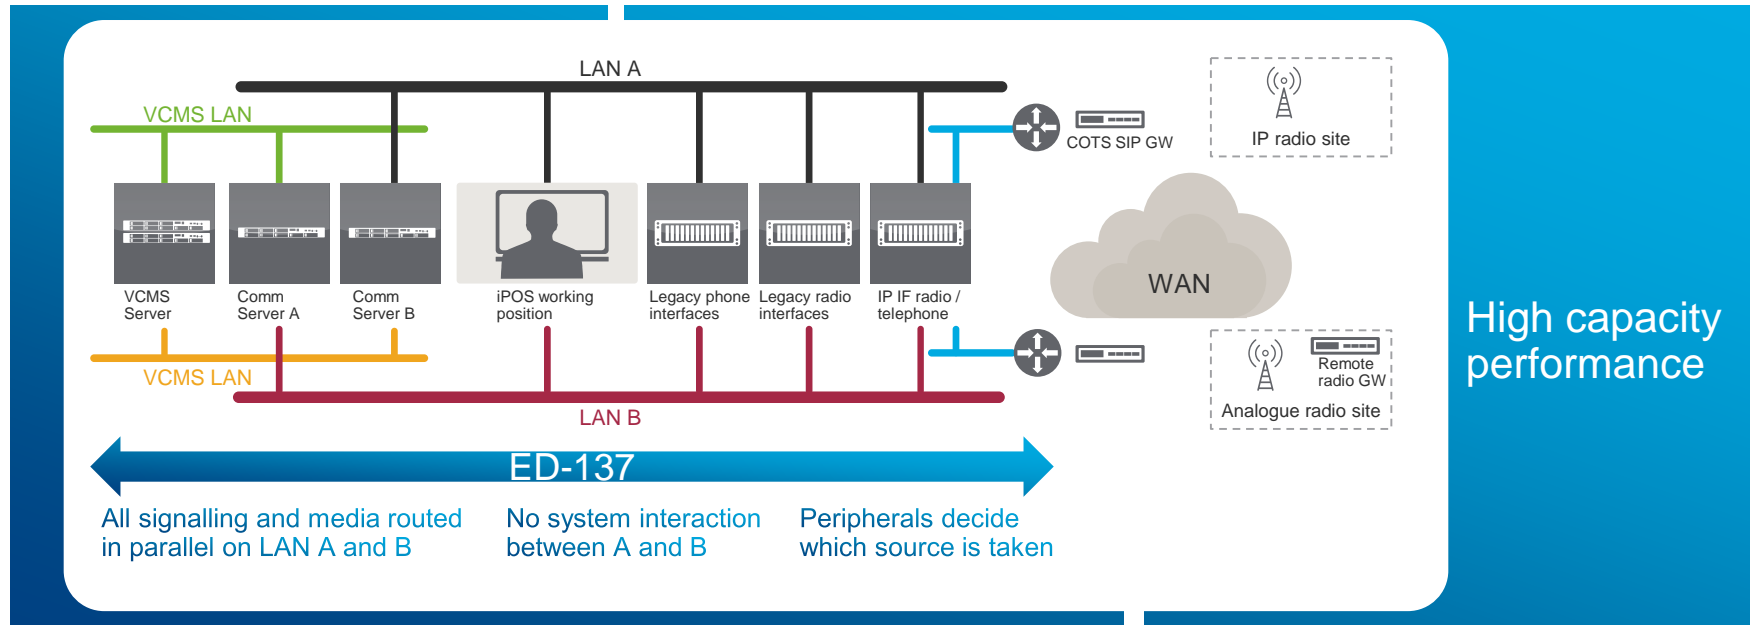 LAN A
VCMS LAN
COTS SIP GW
IP radio site
VCMS
Server
Comm
Server A
Comm
Server B
iPOS working
position
Legacy phone
interfaces
Legacy radio
interfaces
IP IF radio /
telephone
WAN
VCMS LAN
LAN B
Remote
radio GW
Analogue radio site
High capacity
performance
ED-137
All signalling and media routed
in parallel on LAN A and B
No system interaction
between A and B
Peripherals decide
which source is taken